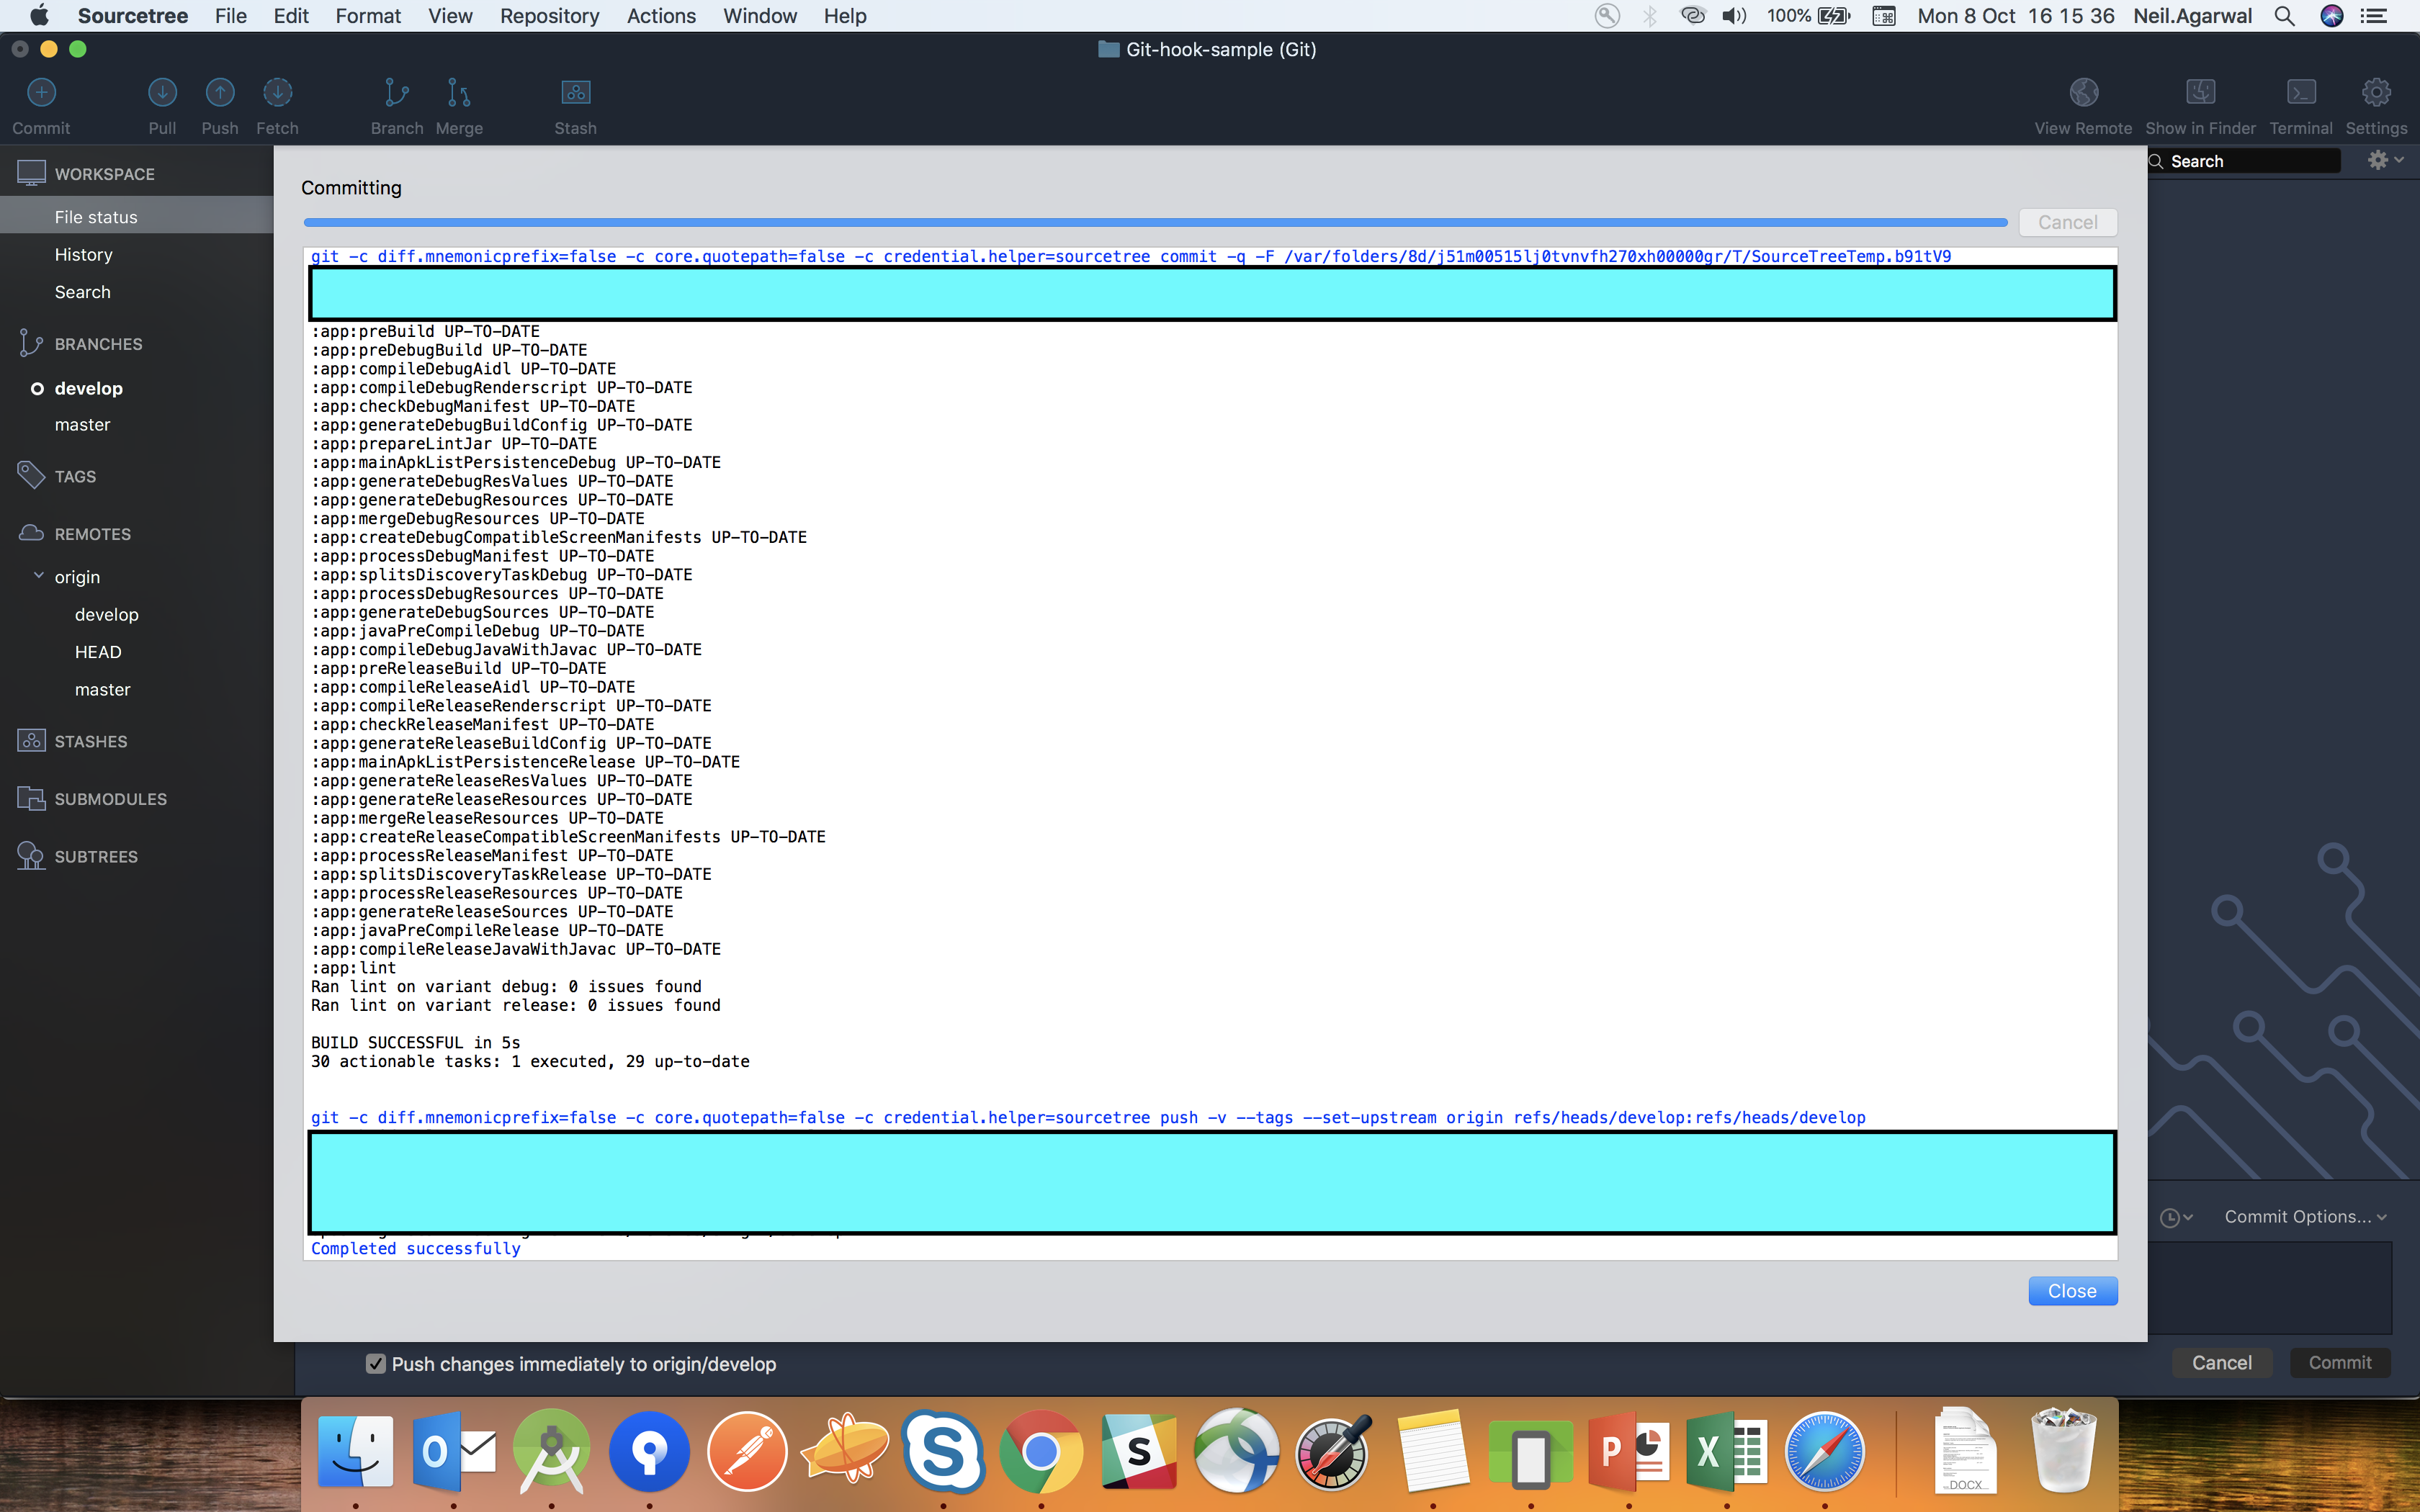 Sourcetree File Edit Format View Repository Actions Window Help 100% Mon 8 Oct 16 15 36 Neil.Agarwal
Git-hook-sample (Git)
Commit Pull Push Fetch Branch Merge Stash View Remote Show in Finder Terminal Settings
WORKSPACE
File status
History
Search
BRANCHES
develop
master
TAGS
REMOTES
origin
develop
HEAD
master
STASHES
SUBMODULES
SUBTREES
Search
Committing
Cancel
git -c diff.mnemonicprefix=false -c core.quotepath=false -c credential.helper=sourcetree commit -q -F /var/folders/8d/j51m00515lj0tvnvfh270xh00000gr/T/SourceTreeTemp.b91tV9
:app:preBuild UP-TO-DATE
:app:preDebugBuild UP-TO-DATE
:app:compileDebugAidl UP-TO-DATE
:app:compileDebugRenderscript UP-TO-DATE
:app:checkDebugManifest UP-TO-DATE
:app:generateDebugBuildConfig UP-TO-DATE
:app:prepareLintJar UP-TO-DATE
:app:mainApkListPersistenceDebug UP-TO-DATE
:app:generateDebugResValues UP-TO-DATE
:app:generateDebugResources UP-TO-DATE
:app:mergeDebugResources UP-TO-DATE
:app:createDebugCompatibleScreenManifests UP-TO-DATE
:app:processDebugManifest UP-TO-DATE
:app:splitsDiscoveryTaskDebug UP-TO-DATE
:app:processDebugResources UP-TO-DATE
:app:generateDebugSources UP-TO-DATE
:app:javaPreCompileDebug UP-TO-DATE
:app:compileDebugJavaWithJavac UP-TO-DATE
:app:preReleaseBuild UP-TO-DATE
:app:compileReleaseAidl UP-TO-DATE
:app:compileReleaseRenderscript UP-TO-DATE
:app:checkReleaseManifest UP-TO-DATE
:app:generateReleaseBuildConfig UP-TO-DATE
:app:mainApkListPersistenceRelease UP-TO-DATE
:app:generateReleaseResValues UP-TO-DATE
:app:generateReleaseResources UP-TO-DATE
:app:mergeReleaseResources UP-TO-DATE
:app:createReleaseCompatibleScreenManifests UP-TO-DATE
:app:processReleaseManifest UP-TO-DATE
:app:splitsDiscoveryTaskRelease UP-TO-DATE
:app:processReleaseResources UP-TO-DATE
:app:generateReleaseSources UP-TO-DATE
:app:javaPreCompileRelease UP-TO-DATE
:app:compileReleaseJavaWithJavac UP-TO-DATE
:app:lint
Ran lint on variant debug: 0 issues found
Ran lint on variant release: 0 issues found
BUILD SUCCESSFUL in 5s
30 actionable tasks: 1 executed, 29 up-to-date
git -c diff.mnemonicprefix=false -c core.quotepath=false -c credential.helper=sourcetree push -v --tags --set-upstream origin refs/heads/develop:refs/heads/develop
Completed successfully
Close
Commit Options...
Push changes immediately to origin/develop
Cancel Commit
DOCX